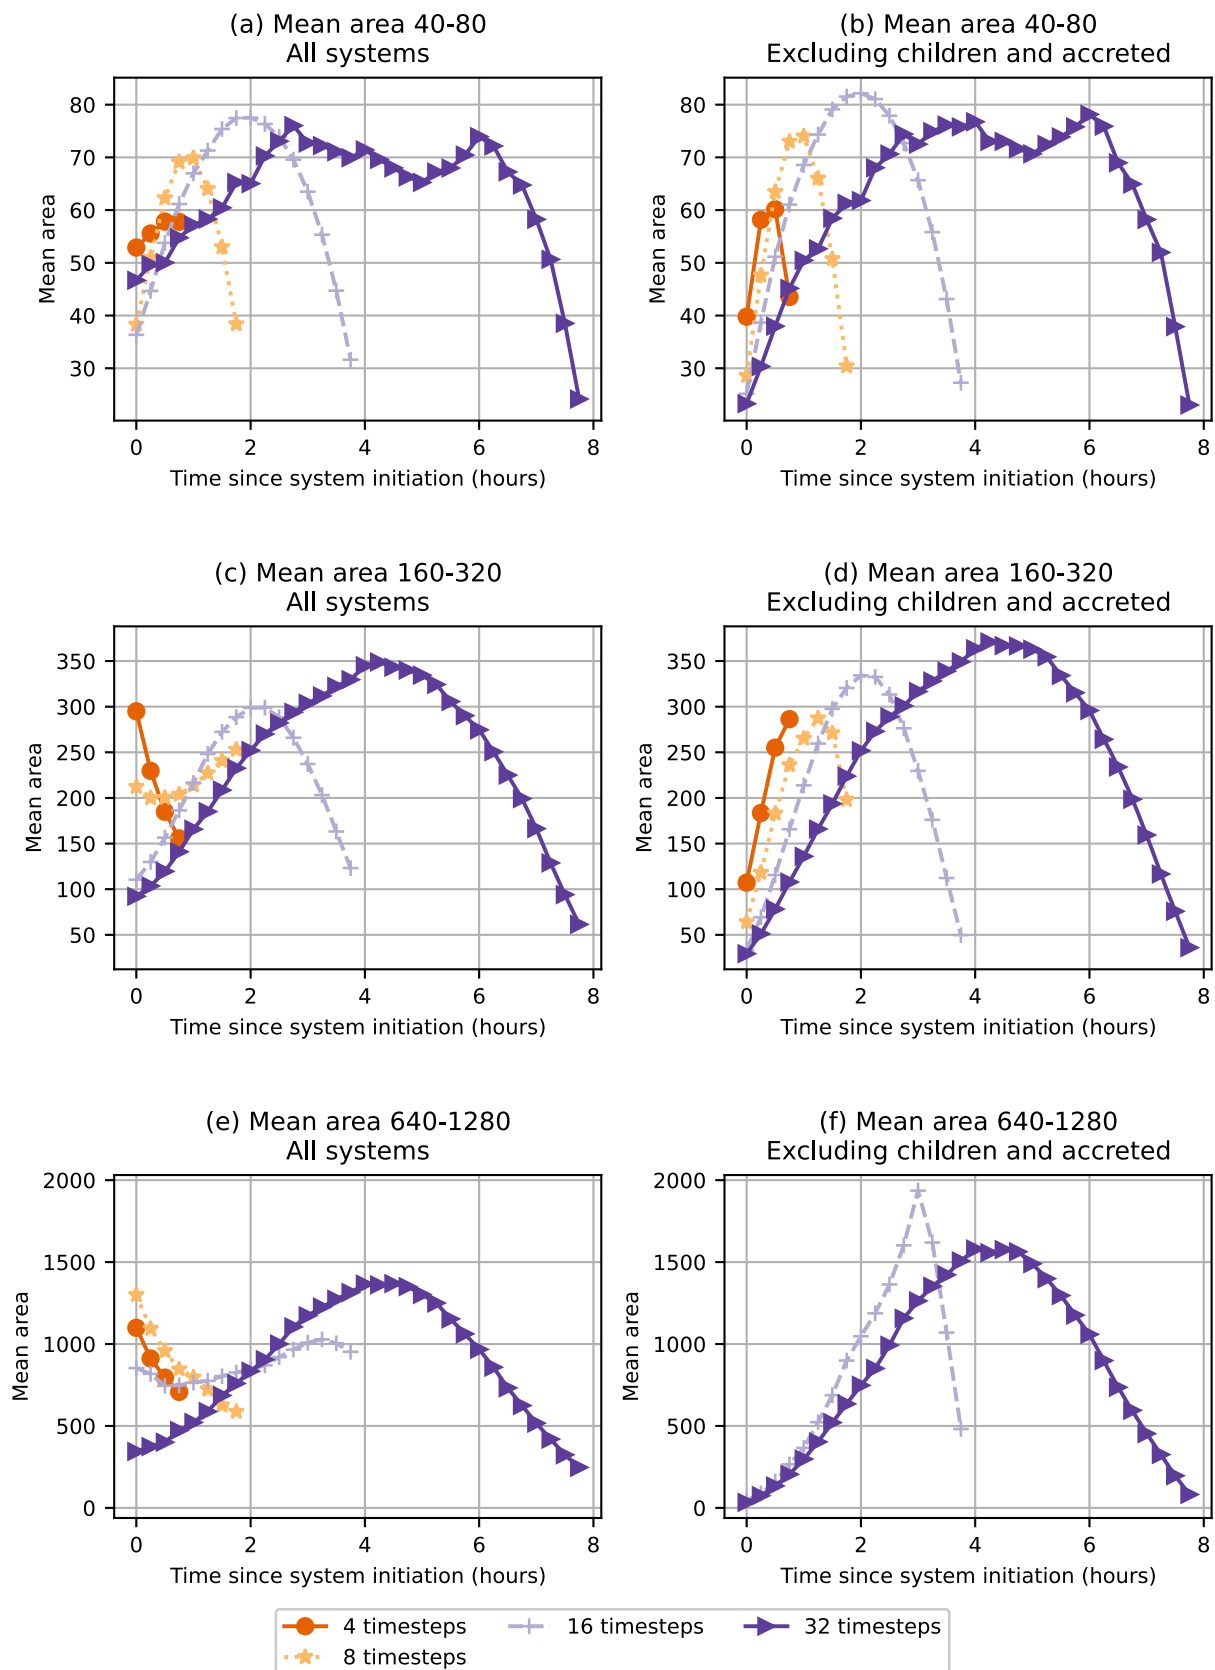 (a) Mean area 40-80
All systems
(b) Mean area 40-80
Excluding children and accreted
80
70
60
50
40
30
Mean area
0 2 4 6 8
Time since system initiation (hours)
80
70
60
50
40
30
Mean area
0 2 4 6 8
Time since system initiation (hours)
(c) Mean area 160-320
All systems
(d) Mean area 160-320
Excluding children and accreted
350
300
250
200
150
100
50
Mean area
0 2 4 6 8
Time since system initiation (hours)
350
300
250
200
150
100
50
Mean area
0 2 4 6 8
Time since system initiation (hours)
(e) Mean area 640-1280
All systems
(f) Mean area 640-1280
Excluding children and accreted
2000
1500
1000
500
0
Mean area
0 2 4 6 8
Time since system initiation (hours)
2000
1500
1000
500
0
Mean area
0 2 4 6 8
Time since system initiation (hours)
4 timesteps 16 timesteps 32 timesteps
8 timesteps